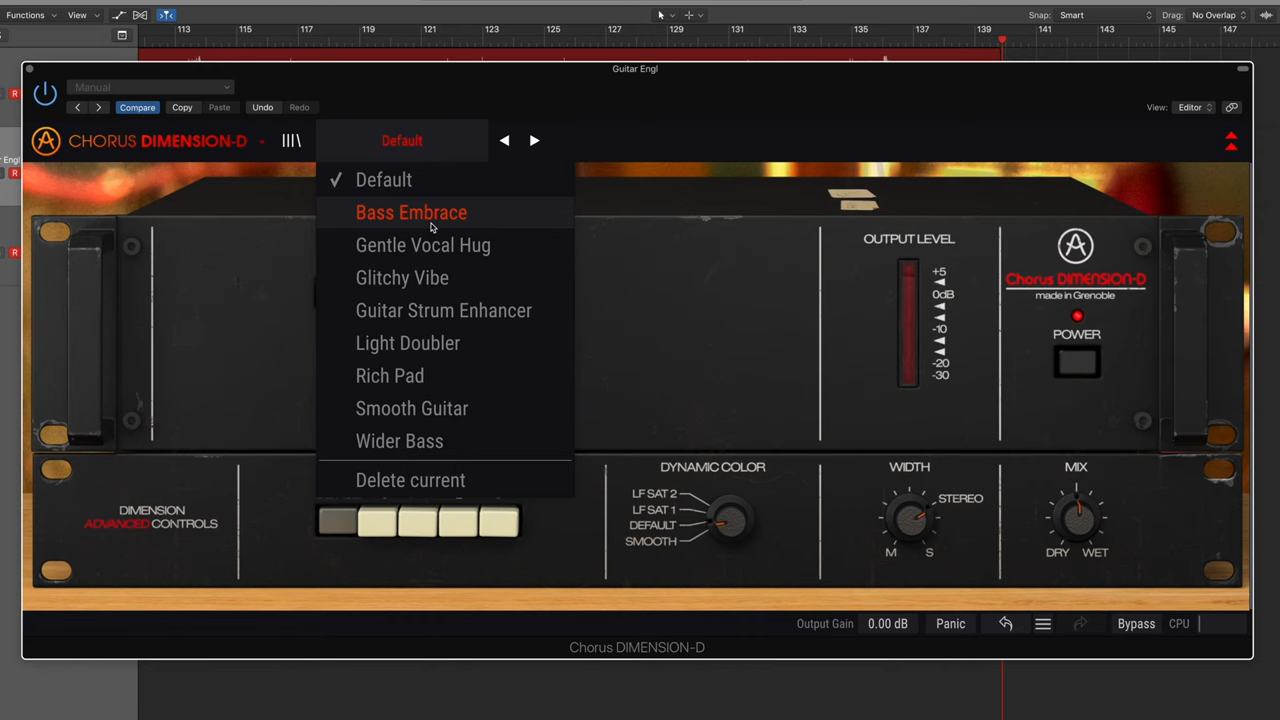 Functions View Snap: Smart Drag: No Overlap
113 115 119 121 123 125 127 129 131 133 135 137 139 141 143 145 147
Guitar Engl
Manual
Compare Copy Paste Undo Redo View: Editor
CHORUS DIMENSION-D Default
R
er Engl
R
R
Default
Bass Embrace
Gentle Vocal Hug
Glitchy Vibe
Guitar Strum Enhancer
Light Doubler
Rich Pad
Smooth Guitar
Wider Bass
Delete current
OUTPUT LEVEL
+5
0dB
-10
-20
-30
Chorus DIMENSION-D
made in Grenoble
POWER
DIMENSION
ADVANCED CONTROLS
DYNAMIC COLOR
LF SAT 2
LF SAT 1
DEFAULT
SMOOTH
WIDTH
STEREO
M S
MIX
DRY WET
Output Gain 0.00 dB Panic Bypass CPU
Chorus DIMENSION-D